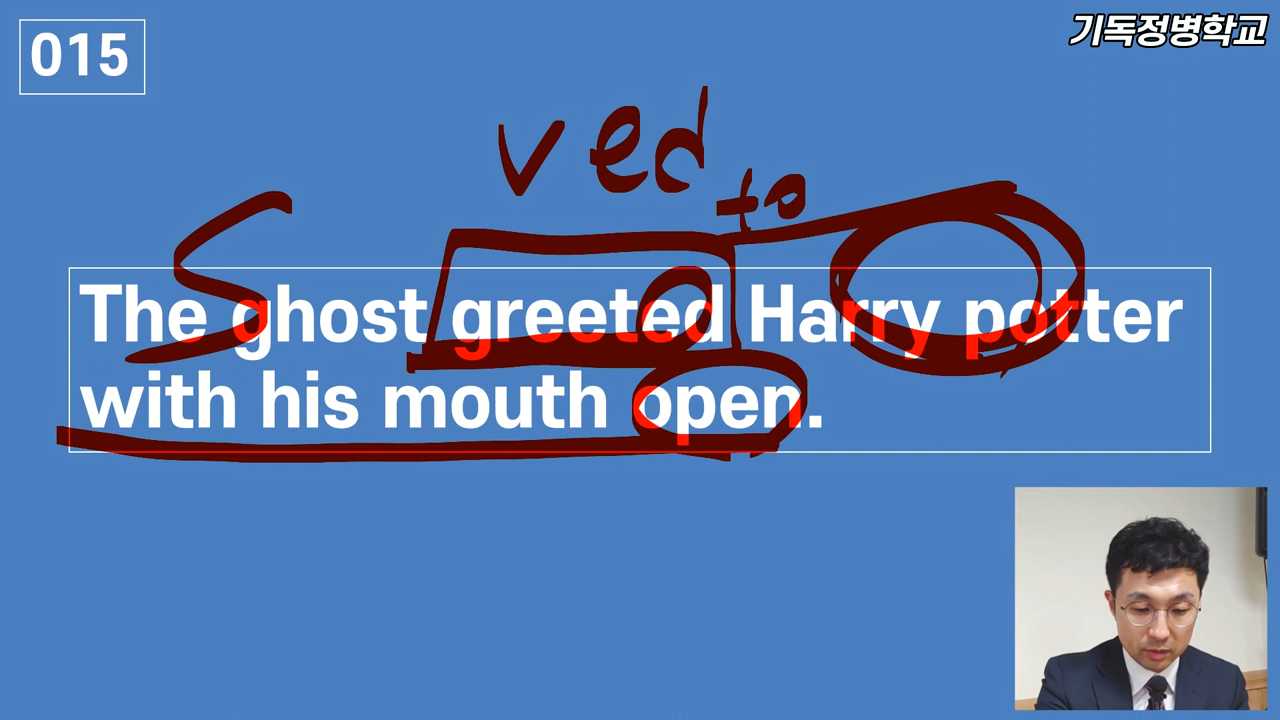 015
기독정병학교
ved
to
S
The ghost greeted Harry potter
with his mouth open.